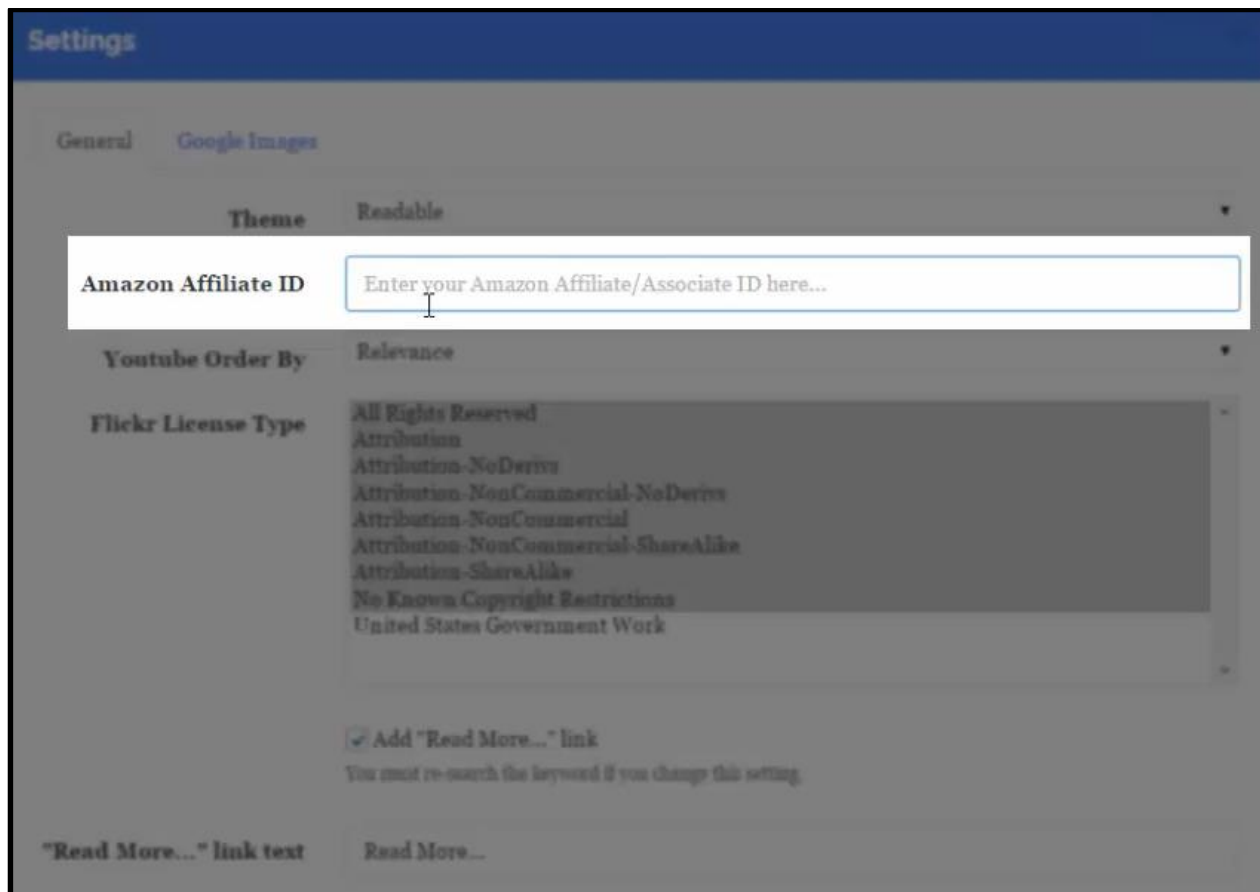 Settings
General Google Images
Theme Readable
Amazon Affiliate ID Enter your Amazon Affiliate/Associate ID here...
Youtube Order By Relevance
Flickr License Type All Rights Reserved
Attribution
Attribution-NoDerivs
Attribution-NonCommercial-NoDerivs
Attribution-NonCommercial
Attribution-NonCommercial-ShareAlike
Attribution-ShareAlike
No Known Copyright Restrictions
United States Government Work
Add "Read More..." link
You must re-search the keyword if you change this setting.
"Read More..." link text Read More...